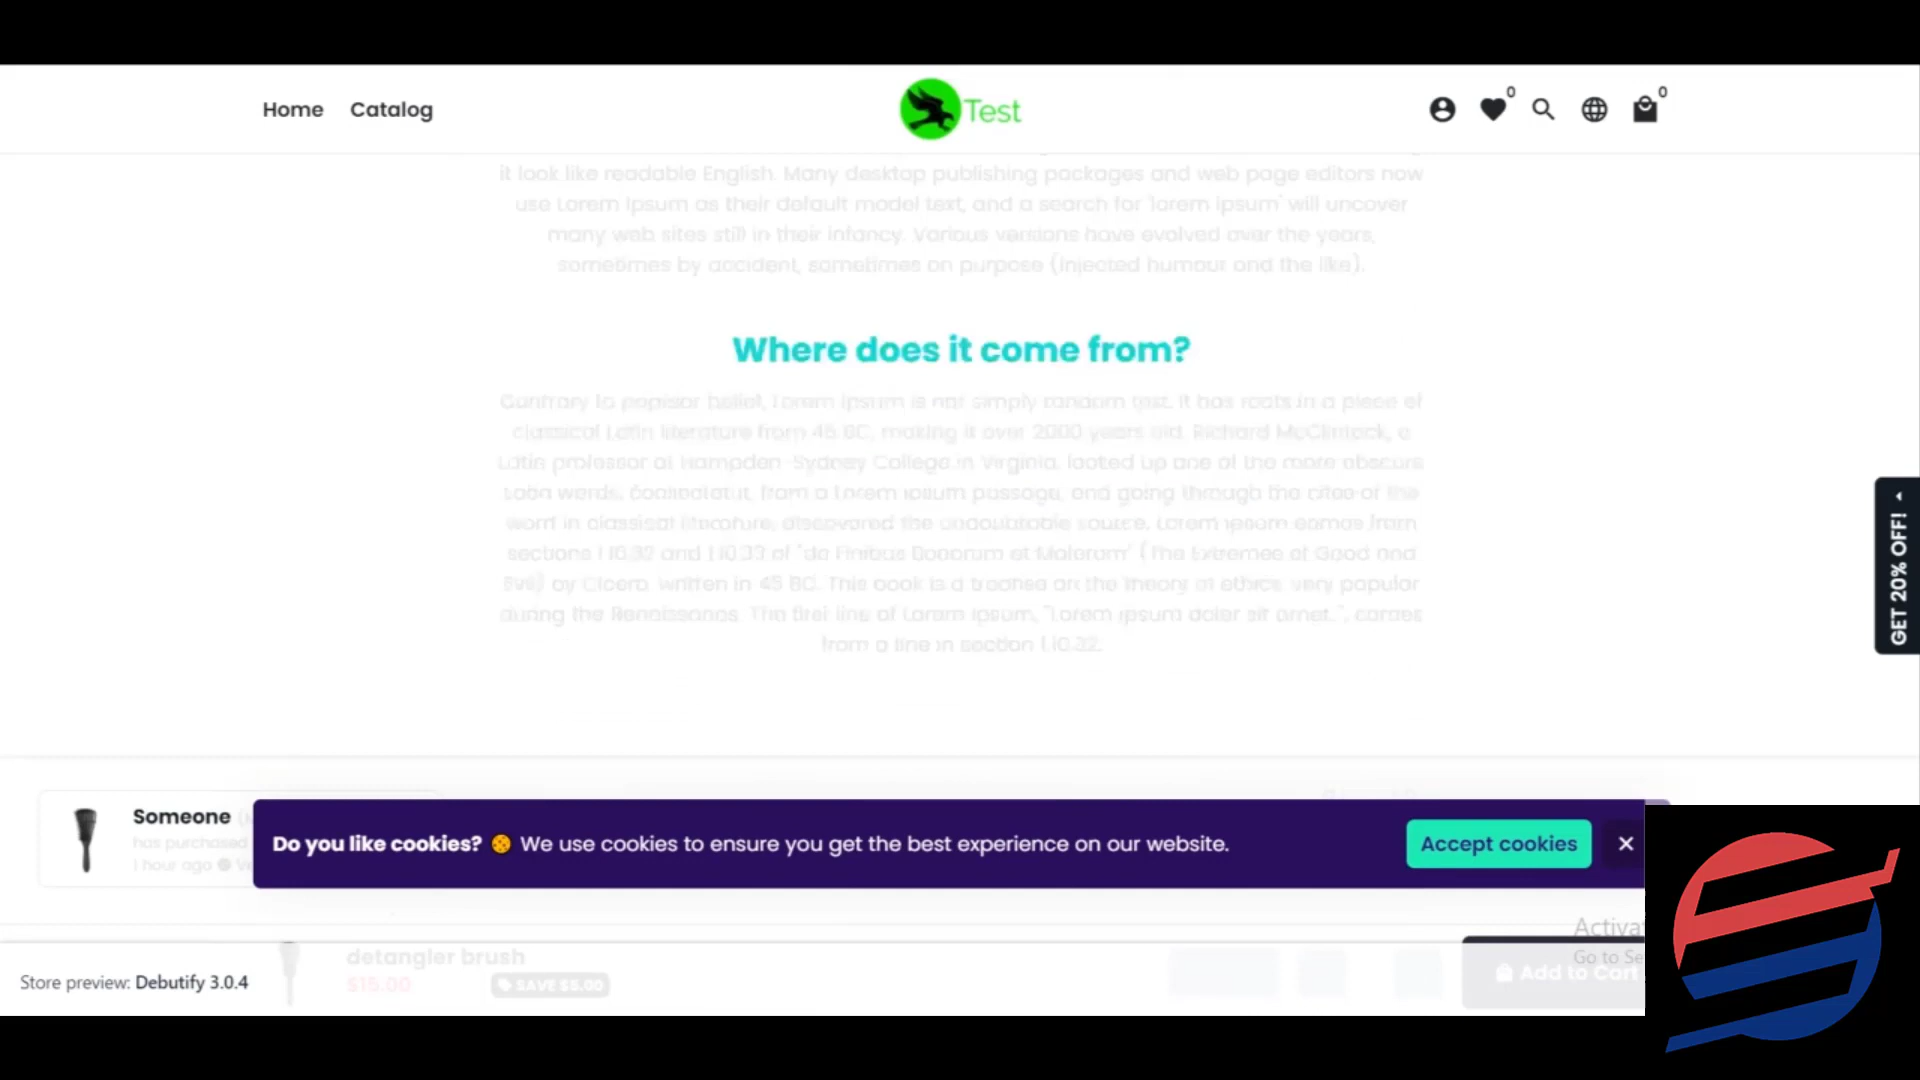 Home Catalog Test 0 0
it look like readable English. Many desktop publishing packages and web page editors now
use Lorem Ipsum as their default model text, and a search for 'lorem ipsum' will uncover
many web sites still in their infancy. Various versions have evolved over the years,
sometimes by accident, sometimes on purpose (injected humour and the like).
Where does it come from?
Contrary to popular belief, Lorem Ipsum is not simply random text. It has roots in a piece of
classical Latin literature from 45 BC, making it over 2000 years old. Richard McClintock, a
Latin professor at Hampden-Sydney College in Virginia, looked up one of the more obscure
Latin words, consectetur, from a Lorem Ipsum passage, and going through the cites of the
word in classical literature, discovered the undoubtable source. Lorem Ipsum comes from
sections 1.10.32 and 1.10.33 of "de Finibus Bonorum et Malorum" (The Extremes of Good and
Evil) by Cicero, written in 45 BC. This book is a treatise on the theory of ethics, very popular
during the Renaissance. The first line of Lorem Ipsum, "Lorem ipsum dolor sit amet..", comes
from a line in section 1.10.32.
GET 20% OFF!
Someone
has purchased
1 hour ago
Do you like cookies? 🍪 We use cookies to ensure you get the best experience on our website.
Accept cookies ×
detangler brush
$15.00 SAVE $5.00
Add to Cart
Store preview: Debutify 3.0.4
Activa
Go to Se